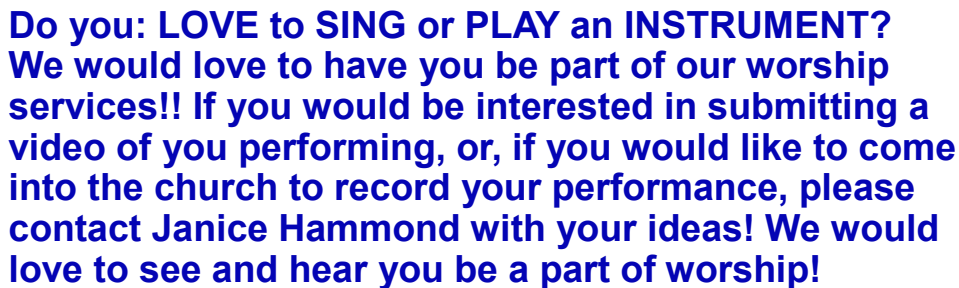 Do you: LOVE to SING or PLAY an INSTRUMENT?
We would love to have you be part of our worship
services!! If you would be interested in submitting a
video of you performing, or, if you would like to come
into the church to record your performance, please
contact Janice Hammond with your ideas! We would
love to see and hear you be a part of worship!